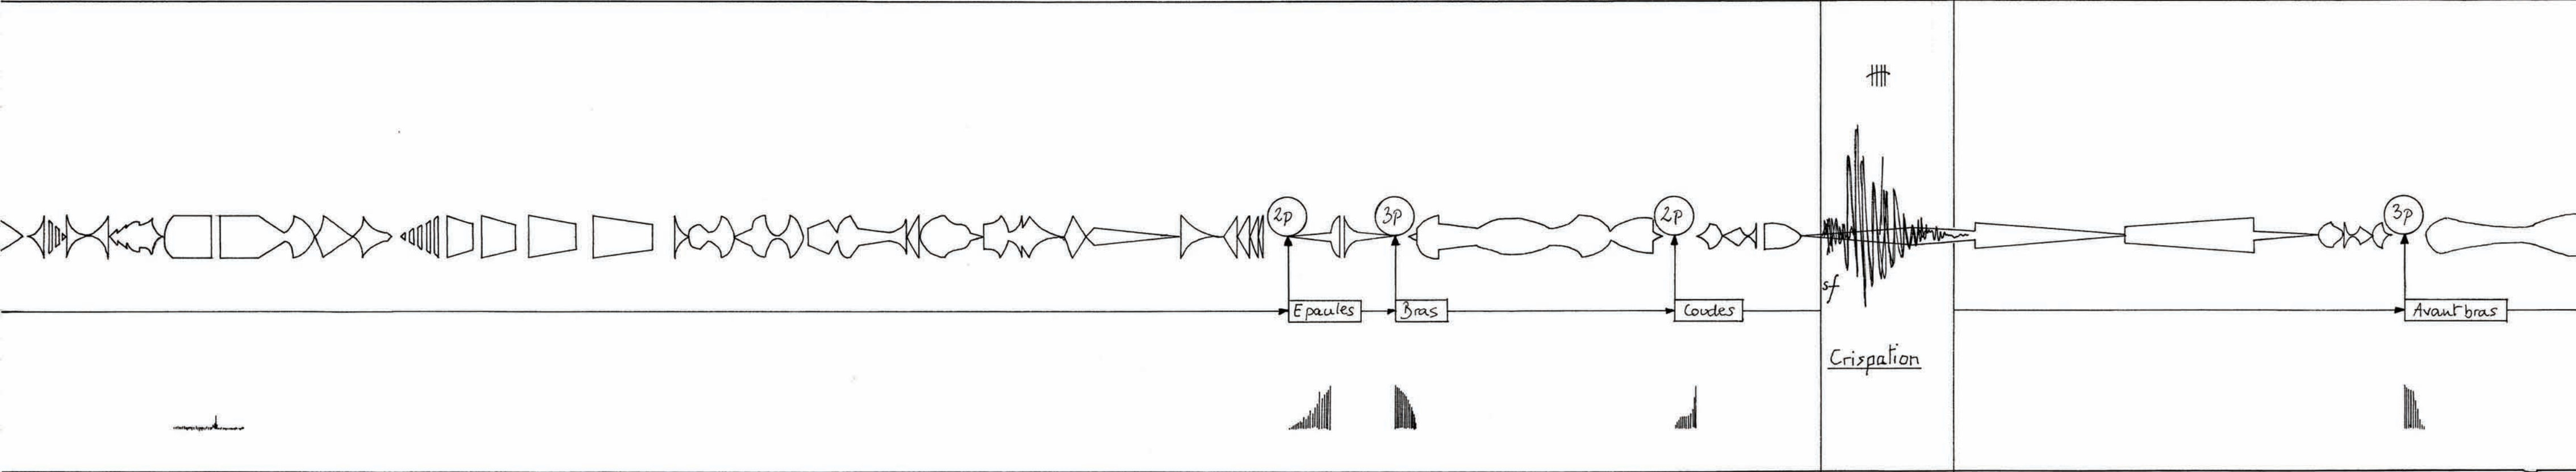 2p
3p
2p
3p
sf
Epaules
Bras
Coudes
Avant bras
Crispation